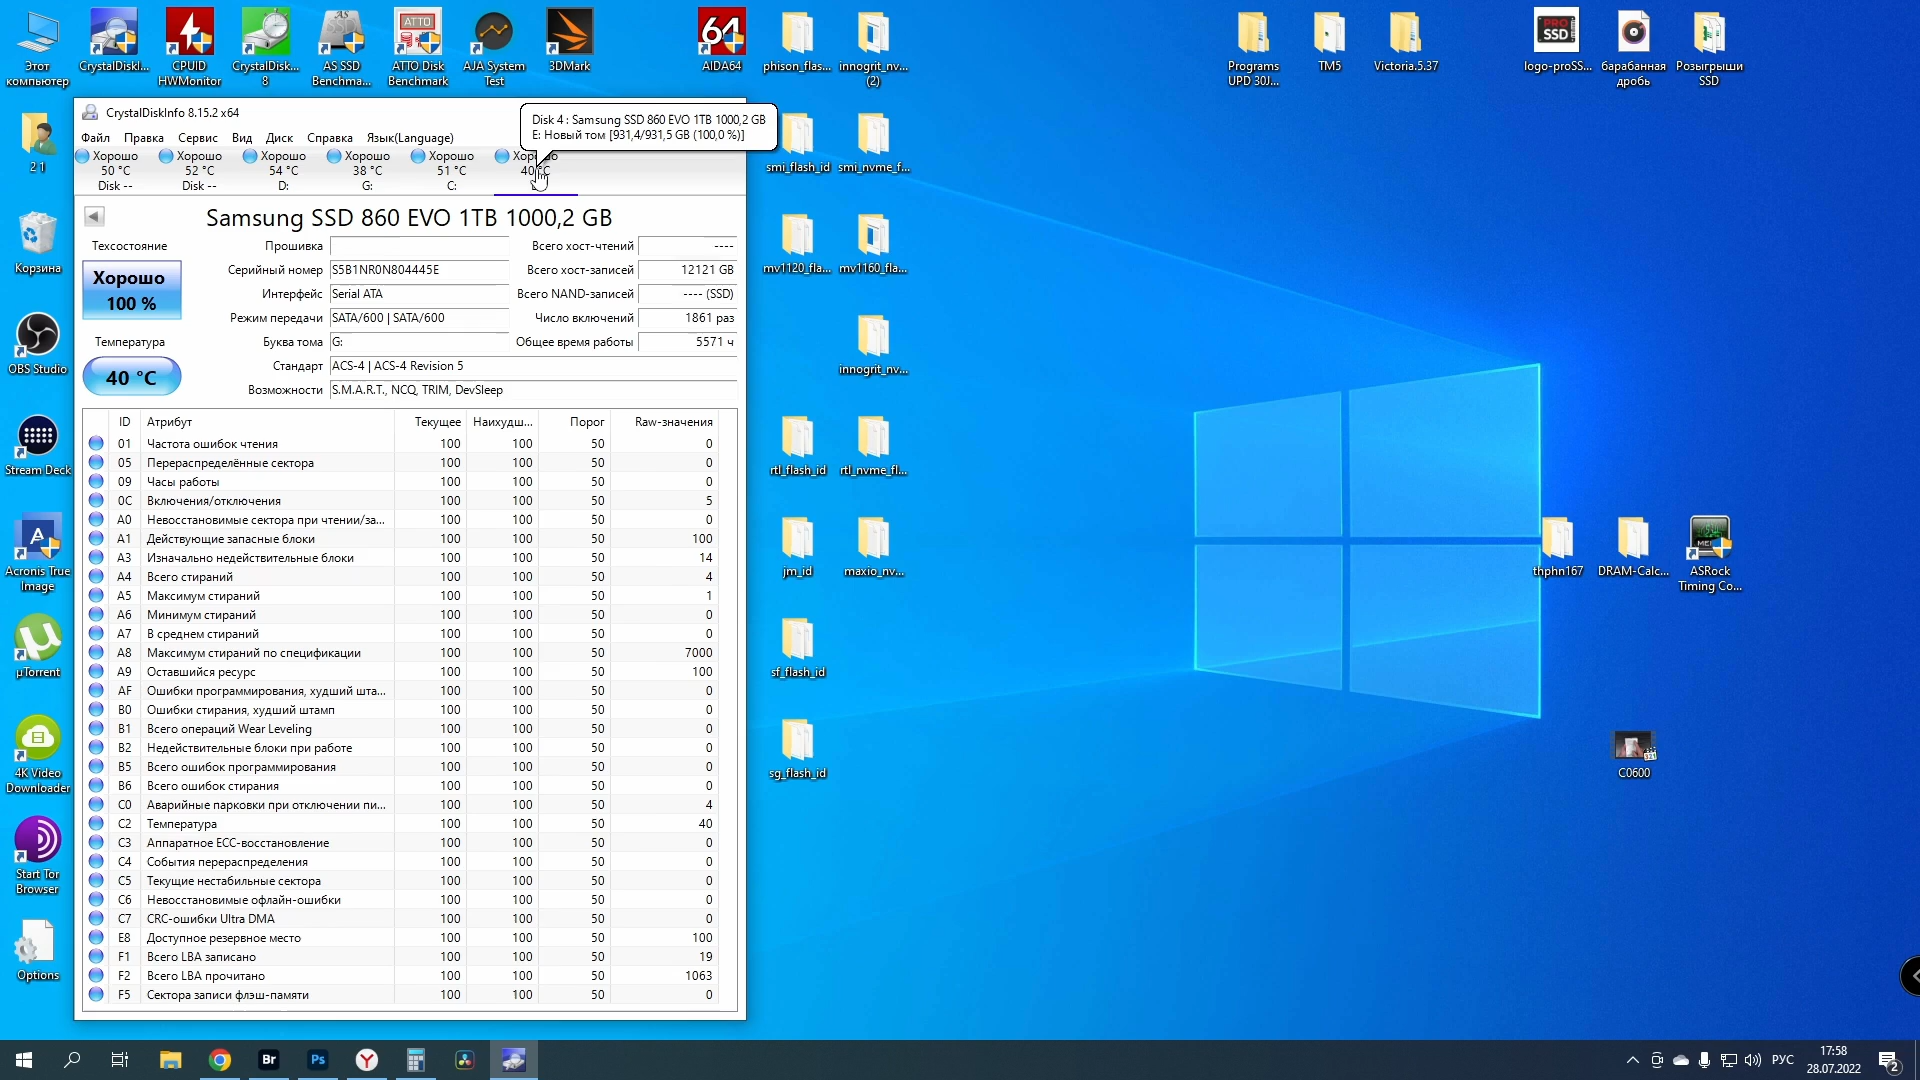 Этот
компьютер
CrystalDiskI...
CPUID
HWMonitor
CrystalDisk...
8
AS SSD
Benchma...
ATTO Disk
Benchmark
AJA System
Test
3DMark
64
AIDA64
phison_flas...
innogrit_nv...
(2)
Programs
UPD 30J...
TM5
Victoria.5.37
PRO
SSD
logo-proSS...
барабанная
дробь
Розыгрыши
SSD
CrystalDiskInfo 8.15.2 x64
Disk 4 : Samsung SSD 860 EVO 1TB 1000,2 GB
E: Новый том [931,4/931,5 GB (100,0 %)]
Файл Правка Сервис Вид Диск Справка Язык(Language)
Хорошо Хорошо Хорошо Хорошо Хорошо
50 °C 52 °C 54 °C 38 °C 51 °C
Disk -- Disk -- D: G: C:
Samsung SSD 860 EVO 1TB 1000,2 GB
Техсостояние
Хорошо
100 %
Температура
40 °C
Прошивка Всего хост-чтений ----
Серийный номер S5B1NR0N804445E Всего хост-записей 12121 GB
Интерфейс Serial ATA Всего NAND-записей ---- (SSD)
Режим передачи SATA/600 | SATA/600 Число включений 1861 раз
Буква тома G: Общее время работы 5571 ч
Стандарт ACS-4 | ACS-4 Revision 5
Возможности S.M.A.R.T., NCQ, TRIM, DevSleep
ID Атрибут Текущее Наихудш... Порог Raw-значения
01 Частота ошибок чтения 100 100 50 0
05 Перераспределённые сектора 100 100 50 0
09 Часы работы 100 100 50 0
0C Включения/отключения 100 100 50 5
A0 Невосстановимые сектора при чтении/за... 100 100 50 0
A1 Действующие запасные блоки 100 100 50 100
A3 Изначально недействительные блоки 100 100 50 14
A4 Всего стираний 100 100 50 4
A5 Максимум стираний 100 100 50 1
A6 Минимум стираний 100 100 50 0
A7 В среднем стираний 100 100 50 0
A8 Максимум стираний по спецификации 100 100 50 7000
A9 Оставшийся ресурс 100 100 50 100
AF Ошибки программирования, худший шта... 100 100 50 0
B0 Ошибки стирания, худший штамп 100 100 50 0
B1 Всего операций Wear Leveling 100 100 50 0
B2 Недействительные блоки при работе 100 100 50 0
B5 Всего ошибок программирования 100 100 50 0
B6 Всего ошибок стирания 100 100 50 0
C0 Аварийные парковки при отключении пи... 100 100 50 4
C2 Температура 100 100 50 40
C3 Аппаратное ECC-восстановление 100 100 50 0
C4 События перераспределения 100 100 50 0
C5 Текущие нестабильные сектора 100 100 50 0
C6 Невосстановимые офлайн-ошибки 100 100 50 0
C7 CRC-ошибки Ultra DMA 100 100 50 0
E8 Доступное резервное место 100 100 50 100
F1 Всего LBA записано 100 100 50 19
F2 Всего LBA прочитано 100 100 50 1063
F5 Сектора записи флэш-памяти 100 100 50 0
2 1
Корзина
OBS Studio
Stream Deck
Acronis True
Image
µTorrent
4K Video
Downloader
Start Tor
Browser
Options
smi_flash_id
smi_nvme_f...
mv1120_fla...
mv1160_fla...
innogrit_nv...
rtl_flash_id
rtl_nvme_fl...
jm_id
maxio_nv...
sf_flash_id
sg_flash_id
thphn167
DRAM-Calc...
ASRock
Timing Co...
C0600
Br
Ps
РУС
17:58
28.07.2022
2